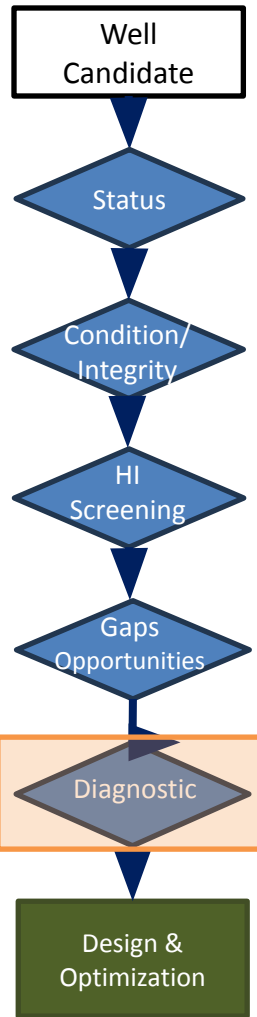 Well
Candidate
Status
Condition/
Integrity
HI
Screening
Gaps
Opportunities
Diagnostic
Design &
Optimization